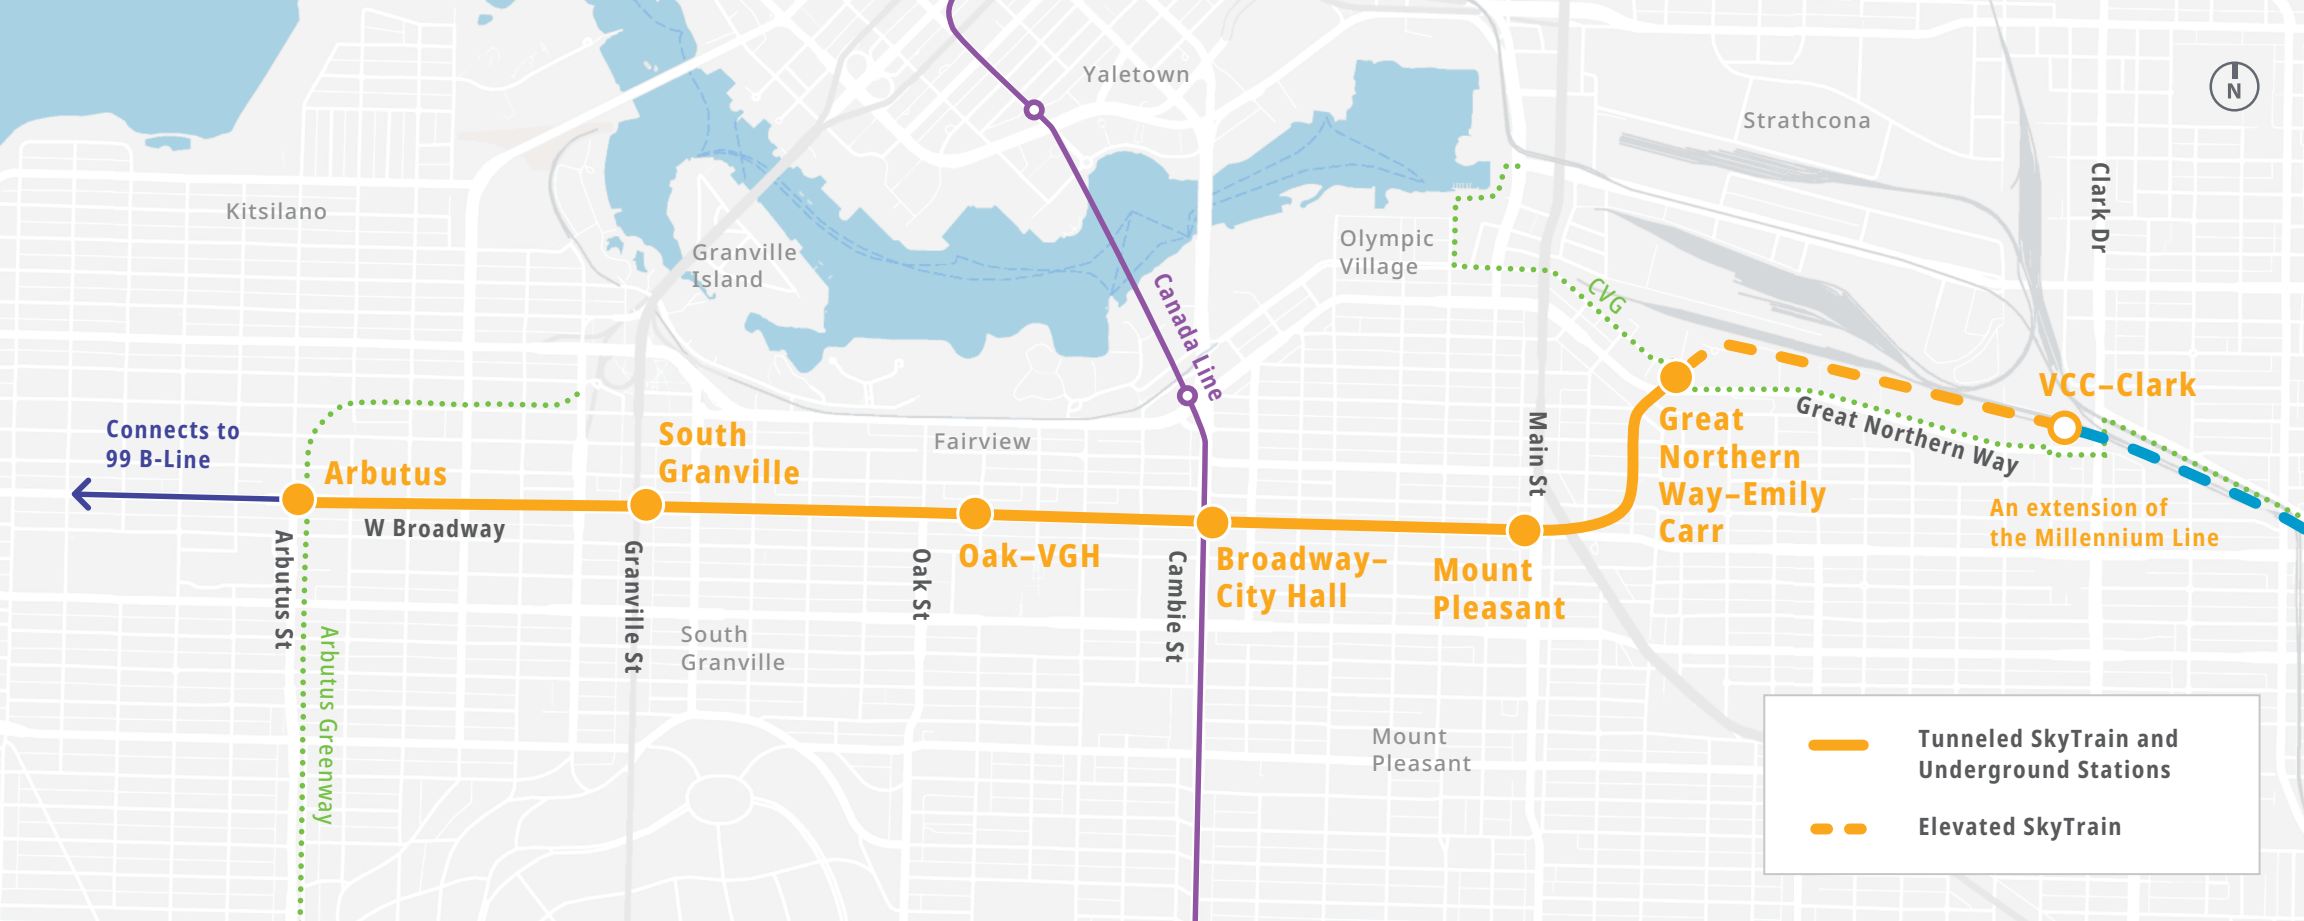 Yaletown
N
Strathcona
Clark Dr
Kitsilano
Granville
Island
Olympic
Village
CVG
Canada Line
VCC–Clark
Great Northern Way
Connects to
99 B-Line
Arbutus
South
Granville
Fairview
Main St
Great
Northern
Way–Emily
Carr
An extension of
the Millennium Line
W Broadway
Arbutus St
Granville St
Oak St
Oak–VGH
Cambie St
Broadway–
City Hall
Mount
Pleasant
Arbutus Greenway
South
Granville
Mount
Pleasant
Tunneled SkyTrain and
Underground Stations
Elevated SkyTrain